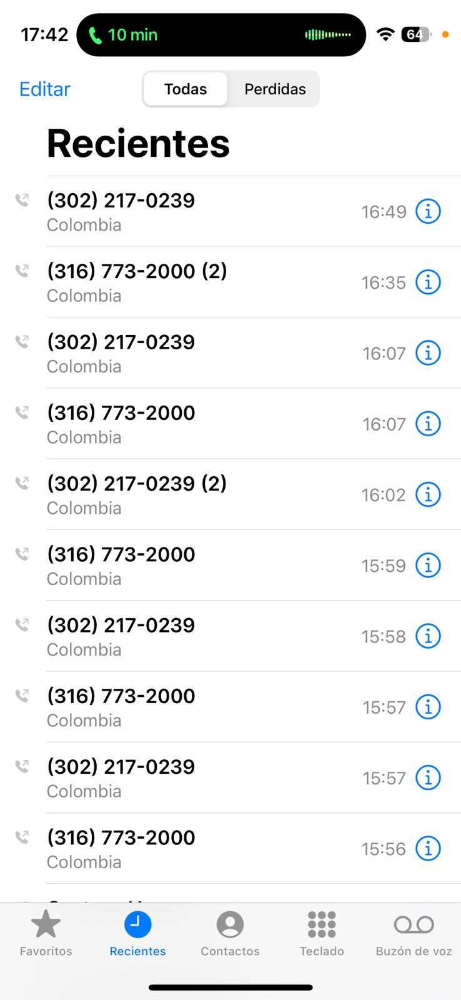 17:42 10 min 64
Editar Todas Perdidas
Recientes
(302) 217-0239
Colombia
16:49
(316) 773-2000 (2)
Colombia
16:35
(302) 217-0239
Colombia
16:07
(316) 773-2000
Colombia
16:07
(302) 217-0239 (2)
Colombia
16:02
(316) 773-2000
Colombia
15:59
(302) 217-0239
Colombia
15:58
(316) 773-2000
Colombia
15:57
(302) 217-0239
Colombia
15:57
(316) 773-2000
Colombia
15:56
Favoritos Recientes Contactos Teclado Buzón de voz